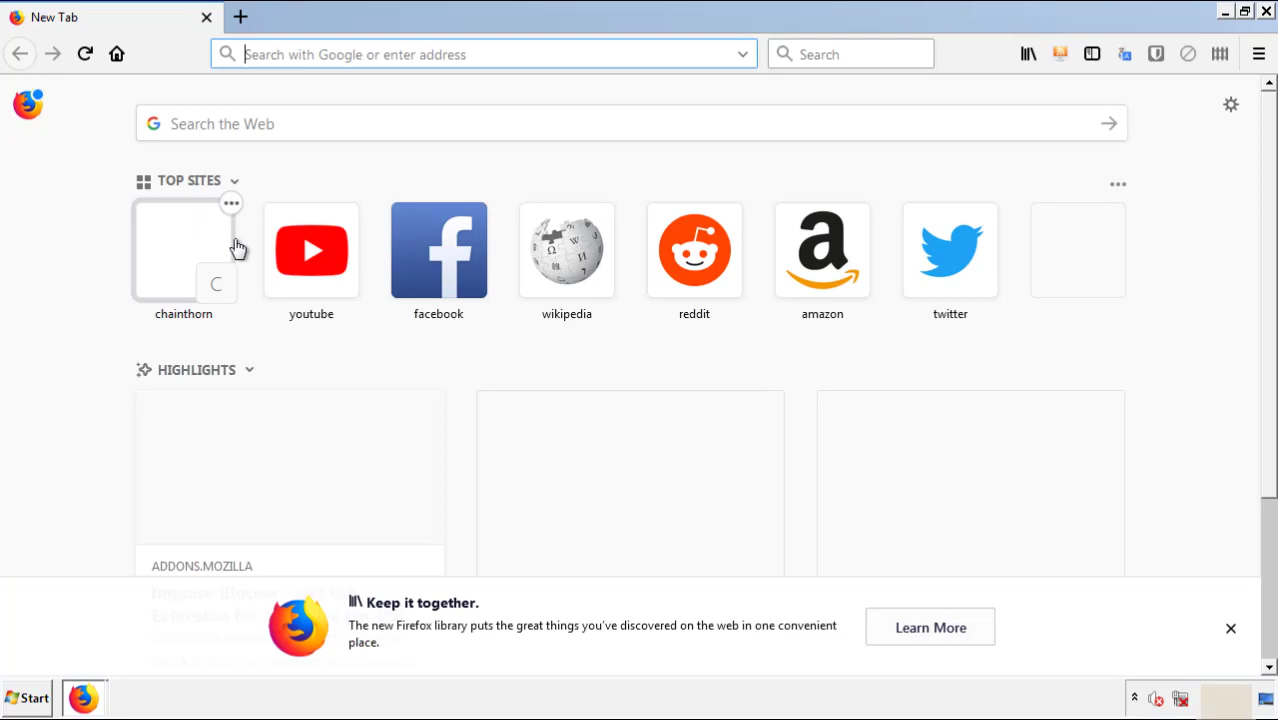 New Tab
Search with Google or enter address
Search
Search the Web
TOP SITES
C
chainthorn
youtube
facebook
wikipedia
reddit
amazon
twitter
HIGHLIGHTS
ADDONS.MOZILLA
Keep it together.
The new Firefox library puts the great things you've discovered on the web in one convenient
place.
Learn More
Start